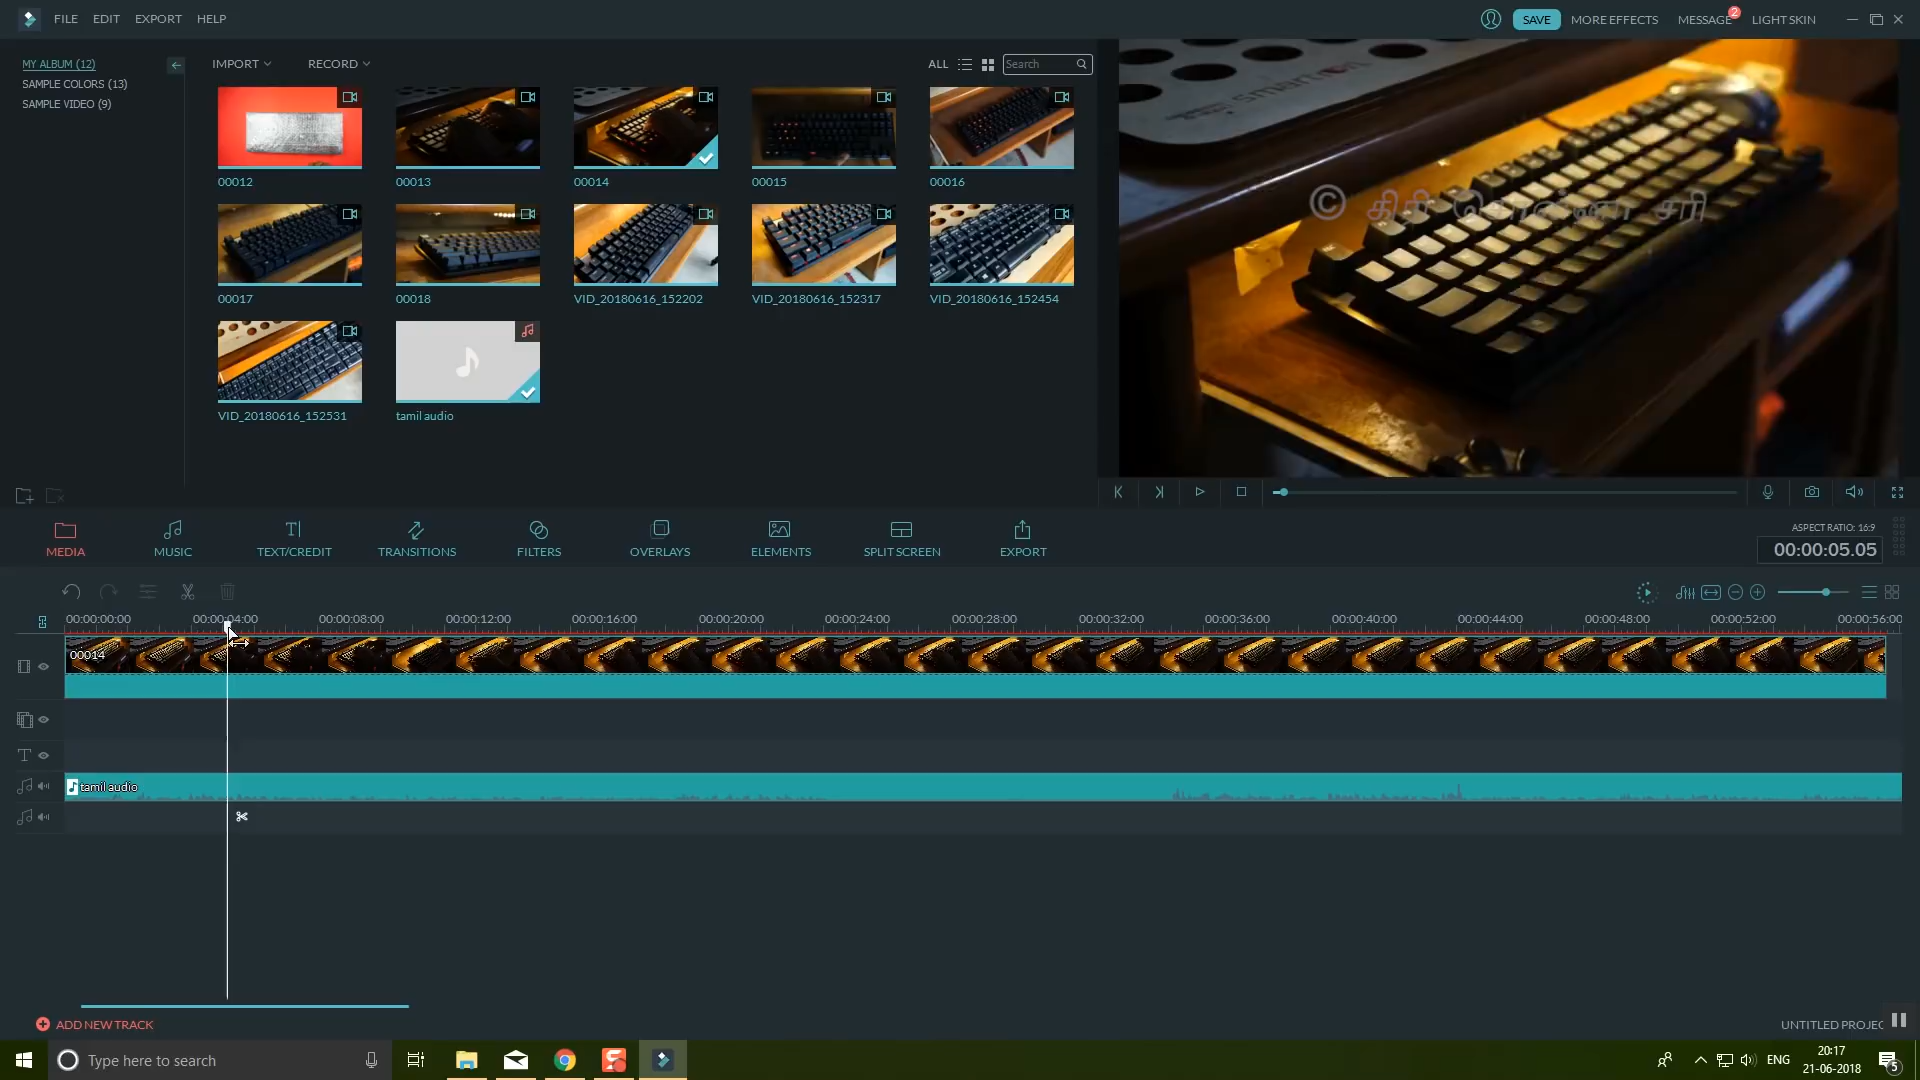 FILE EDIT EXPORT HELP
SAVE MORE EFFECTS MESSAGE 2 LIGHT SKIN
MY ALBUM (12)
SAMPLE COLORS (13)
SAMPLE VIDEO (9)
IMPORT RECORD ALL Search
00012 00013 00014 00015 00016
00017 00018 VID_20180616_152202 VID_20180616_152317 VID_20180616_152454
VID_20180616_152531 tamil audio
smarton
© கிரி சொன்னா சரி
MEDIA MUSIC TEXT/CREDIT TRANSITIONS FILTERS OVERLAYS ELEMENTS SPLIT SCREEN EXPORT
ASPECT RATIO: 16:9
00:00:05.05
00:00:00:00 00:00:04:00 00:00:08:00 00:00:12:00 00:00:16:00 00:00:20:00 00:00:24:00 00:00:28:00 00:00:32:00 00:00:36:00 00:00:40:00 00:00:44:00 00:00:48:00 00:00:52:00 00:00:56:00
00014
T
tamil audio
ADD NEW TRACK
UNTITLED PROJEC
Type here to search
ENG
20:17
21-06-2018
5